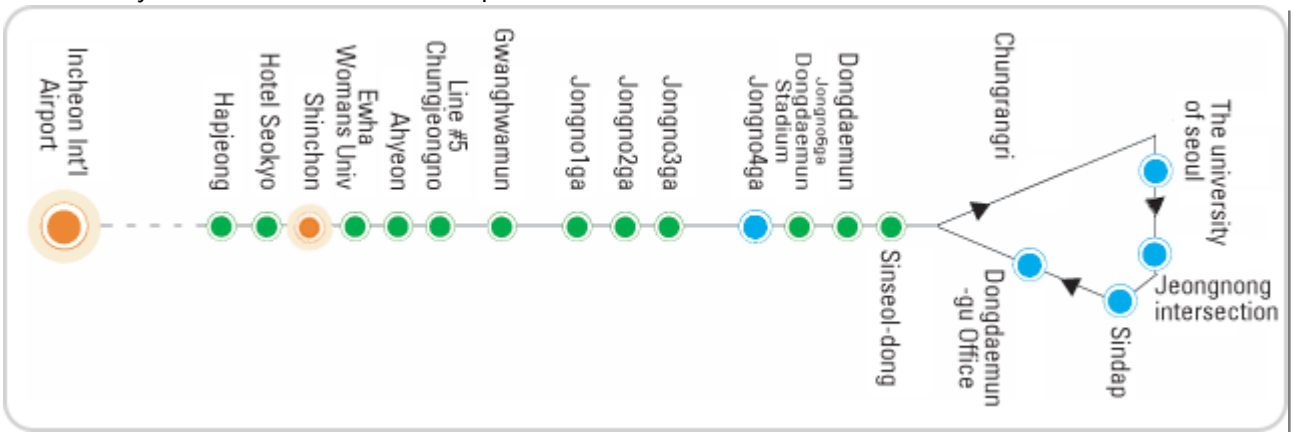 Incheon Int'l
Airport
Hapjeong
Hotel Seokyo
Shinchon
Ewha
Womans Univ
Ahyeon
Line #5
Chungjeongno
Gwanghwamun
Jongno1ga
Jongno2ga
Jongno3ga
Jongno4ga
Jongno6ga
Dongdaemun
Stadium
Dongdaemun
Sinseol-dong
Chungrangri
The university
of seoul
Jeongnong
intersection
Sindap
Dongdaemun
-gu Office